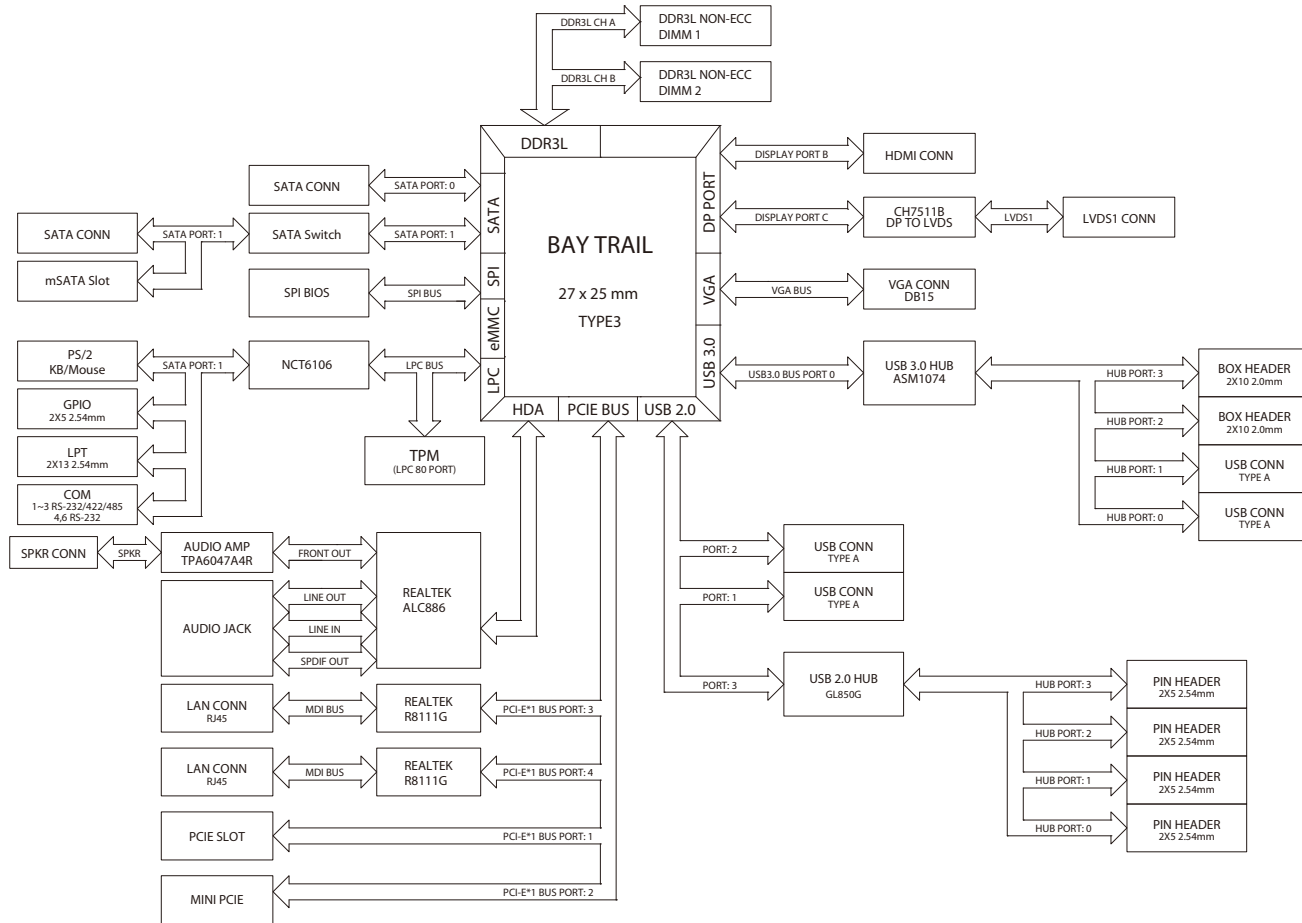 DDR3L CH A
DDR3L NON-ECC
DIMM 1
DDR3L CH B
DDR3L NON-ECC
DIMM 2
DDR3L
SATA
SPI
eMMC
LPC
BAY TRAIL
27 x 25 mm
TYPE3
DP PORT
VGA
USB 3.0
HDA
PCIE BUS
USB 2.0
SATA CONN
SATA PORT: 0
SATA CONN
SATA PORT: 1
SATA Switch
SATA PORT: 1
mSATA Slot
SPI BIOS
SPI BUS
PS/2
KB/Mouse
SATA PORT: 1
NCT6106
LPC BUS
GPIO
2X5 2.54mm
LPT
2X13 2.54mm
COM
1~3 RS-232/422/485
4,6 RS-232
TPM
(LPC 80 PORT)
SPKR CONN
SPKR
AUDIO AMP
TPA6047A4R
FRONT OUT
REALTEK
ALC886
AUDIO JACK
LINE OUT
LINE IN
SPDIF OUT
LAN CONN
RJ45
MDI BUS
REALTEK
R8111G
PCI-E*1 BUS PORT: 3
LAN CONN
RJ45
MDI BUS
REALTEK
R8111G
PCI-E*1 BUS PORT: 4
PCIE SLOT
PCI-E*1 BUS PORT: 1
MINI PCIE
PCI-E*1 BUS PORT: 2
DISPLAY PORT B
HDMI CONN
DISPLAY PORT C
CH7511B
DP TO LVDS
LVDS1
LVDS1 CONN
VGA BUS
VGA CONN
DB15
USB3.0 BUS PORT 0
USB 3.0 HUB
ASM1074
HUB PORT: 3
BOX HEADER
2X10 2.0mm
HUB PORT: 2
BOX HEADER
2X10 2.0mm
HUB PORT: 1
USB CONN
TYPE A
HUB PORT: 0
USB CONN
TYPE A
PORT: 2
USB CONN
TYPE A
PORT: 1
USB CONN
TYPE A
PORT: 3
USB 2.0 HUB
GL850G
HUB PORT: 3
PIN HEADER
2X5 2.54mm
HUB PORT: 2
PIN HEADER
2X5 2.54mm
HUB PORT: 1
PIN HEADER
2X5 2.54mm
HUB PORT: 0
PIN HEADER
2X5 2.54mm